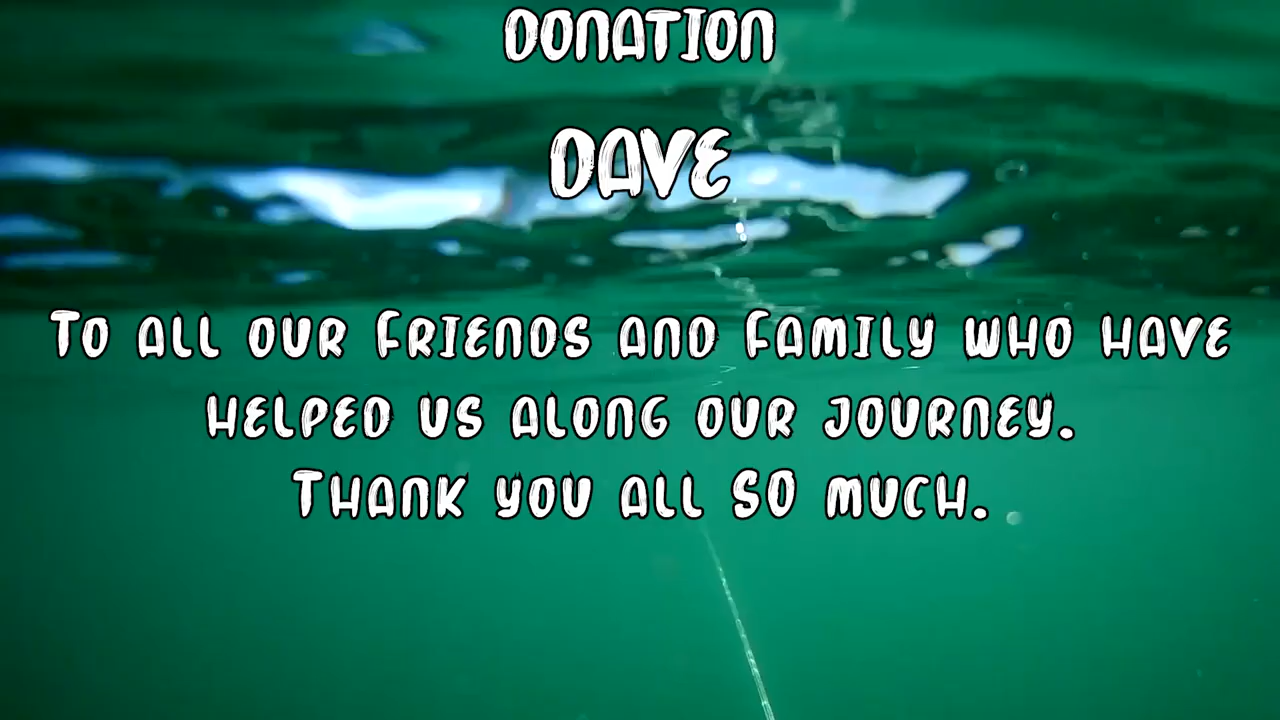 DONATION
DAVE
To all our friends and family who have
helped us along our journey.
Thank you all so much.